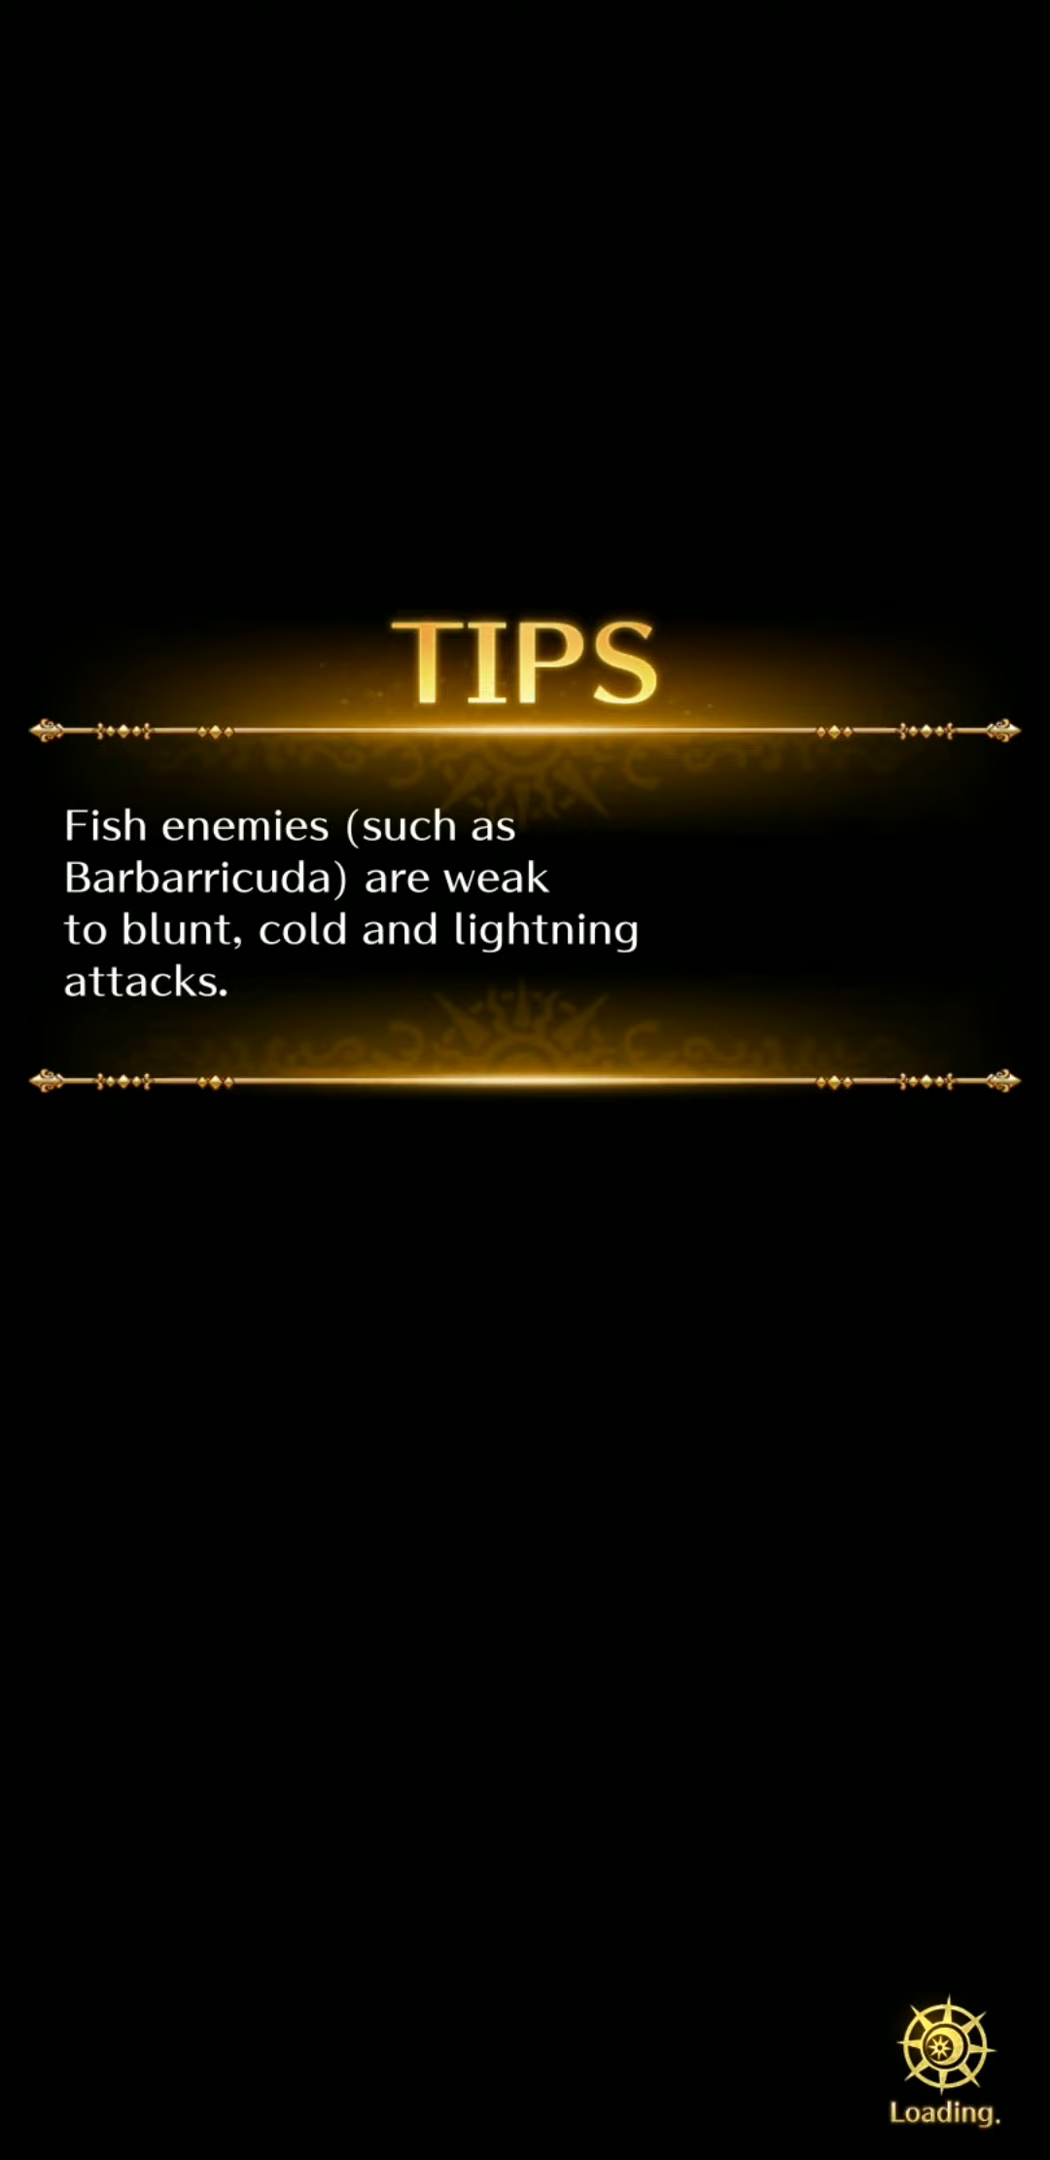 TIPS
Fish enemies (such as
Barbarricuda) are weak
to blunt, cold and lightning
attacks.
Loading.